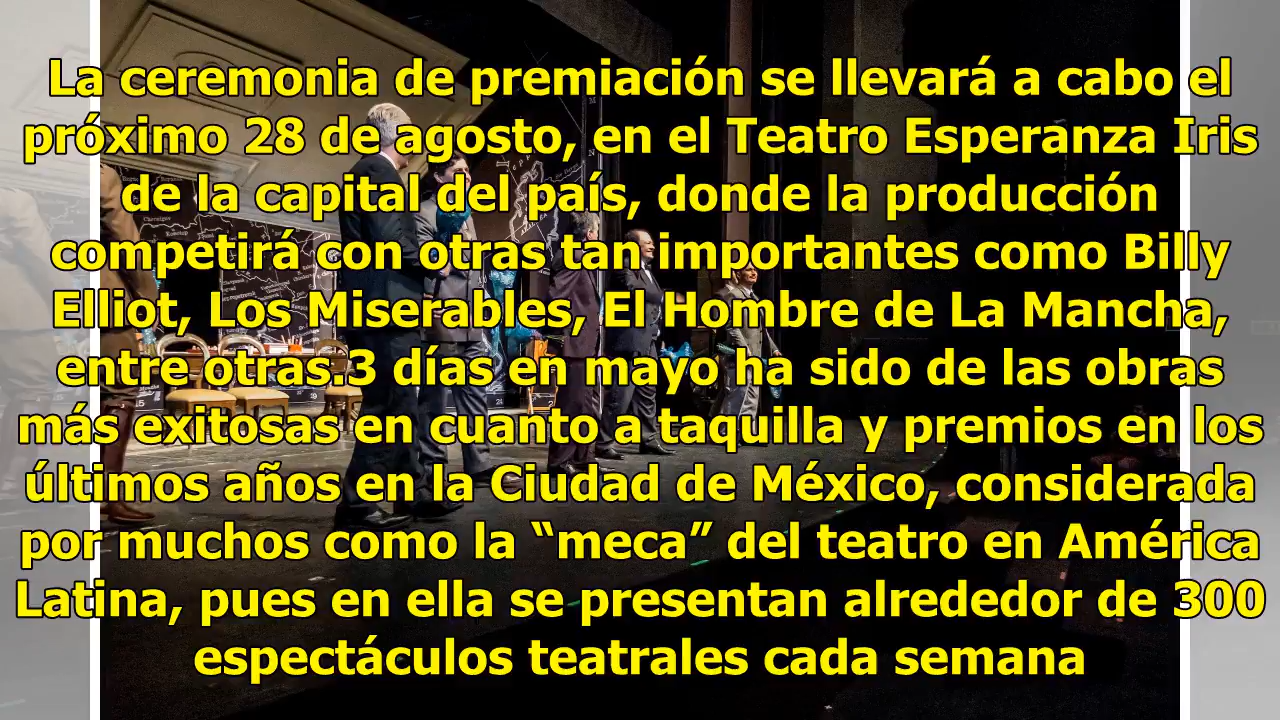 La ceremonia de premiación se llevará a cabo el
próximo 28 de agosto, en el Teatro Esperanza Iris
de la capital del país, donde la producción
competirá con otras tan importantes como Billy
Elliot, Los Miserables, El Hombre de La Mancha,
entre otras.3 días en mayo ha sido de las obras
más exitosas en cuanto a taquilla y premios en los
últimos años en la Ciudad de México, considerada
por muchos como la “meca” del teatro en América
Latina, pues en ella se presentan alrededor de 300
espectáculos teatrales cada semana